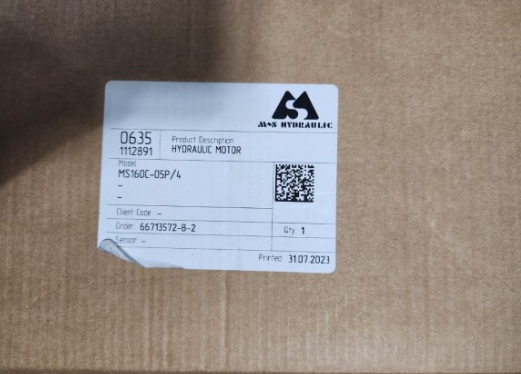 M+S HYDRAULIC
0635
1112891
Product Description
HYDRAULIC MOTOR
Model
MS160C-05P/4
-
-
Client Code -
Order 66713572-8-2
Qty 1
Sensor -
Printed 31.07.2023